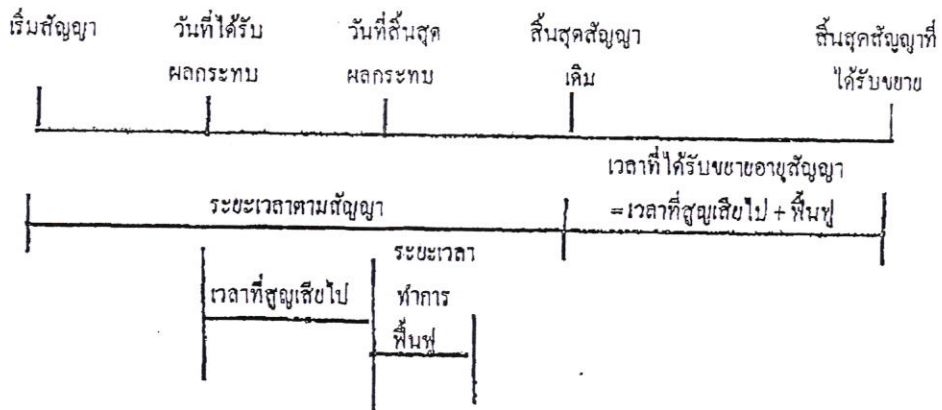 เริ่มสัญญา
วันที่ได้รับ
ผลกระทบ
วันที่สิ้นสุด
ผลกระทบ
สิ้นสุดสัญญา
เดิม
สิ้นสุดสัญญาที่
ได้รับขยาย
เวลาที่ได้รับขยายอายุสัญญา
=เวลาที่สูญเสียไป + ฟื้นฟู
ระยะเวลาตามสัญญา
เวลาที่สูญเสียไป
ระยะเวลา
ทำการ
ฟื้นฟู